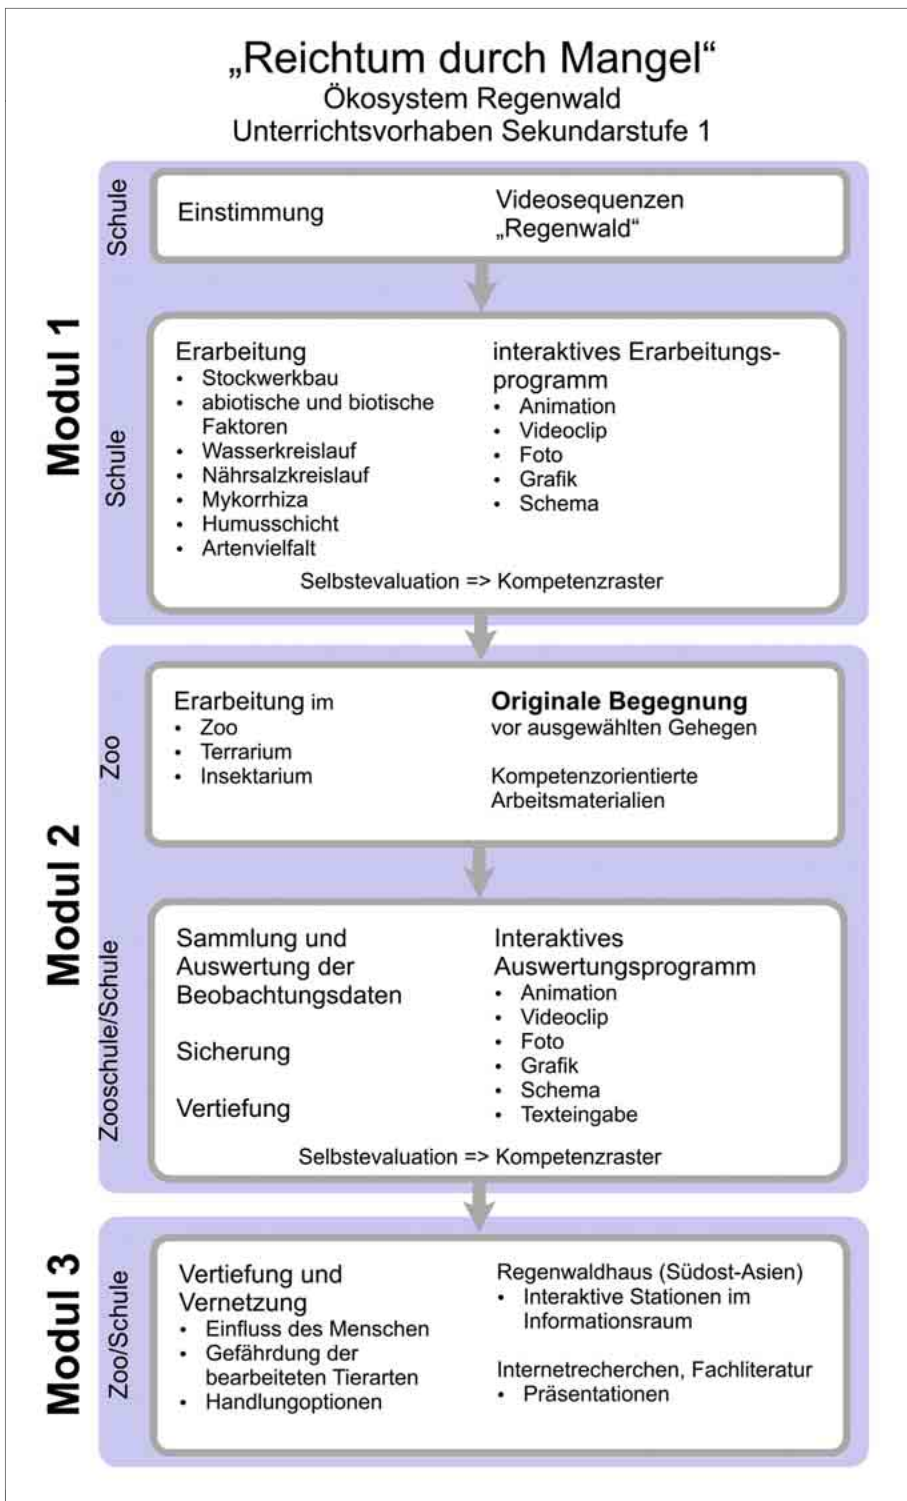 „Reichtum durch Mangel“
Ökosystem Regenwald
Unterrichtsvorhaben Sekundarstufe 1
Modul 1
Schule
Einstimmung
Videosequenzen
„Regenwald“
Schule
Erarbeitung
• Stockwerkbau
• abiotische und biotische
Faktoren
• Wasserkreislauf
• Nährsalzkreislauf
• Mykorrhiza
• Humusschicht
• Artenvielfalt
interaktives Erarbeitungs-
programm
• Animation
• Videoclip
• Foto
• Grafik
• Schema
Selbstevaluation => Kompetenzraster
Modul 2
Zoo
Erarbeitung im
• Zoo
• Terrarium
• Insektarium
Originale Begegnung
vor ausgewählten Gehegen
Kompetenzorientierte
Arbeitsmaterialien
Zooschule/Schule
Sammlung und
Auswertung der
Beobachtungsdaten
Sicherung
Vertiefung
Interaktives
Auswertungsprogramm
• Animation
• Videoclip
• Foto
• Grafik
• Schema
• Texteingabe
Selbstevaluation => Kompetenzraster
Modul 3
Zoo/Schule
Vertiefung und
Vernetzung
• Einfluss des Menschen
• Gefährdung der
bearbeiteten Tierarten
• Handlungoptionen
Regenwaldhaus (Südost-Asien)
• Interaktive Stationen im
Informationsraum
Internetrecherchen, Fachliteratur
• Präsentationen